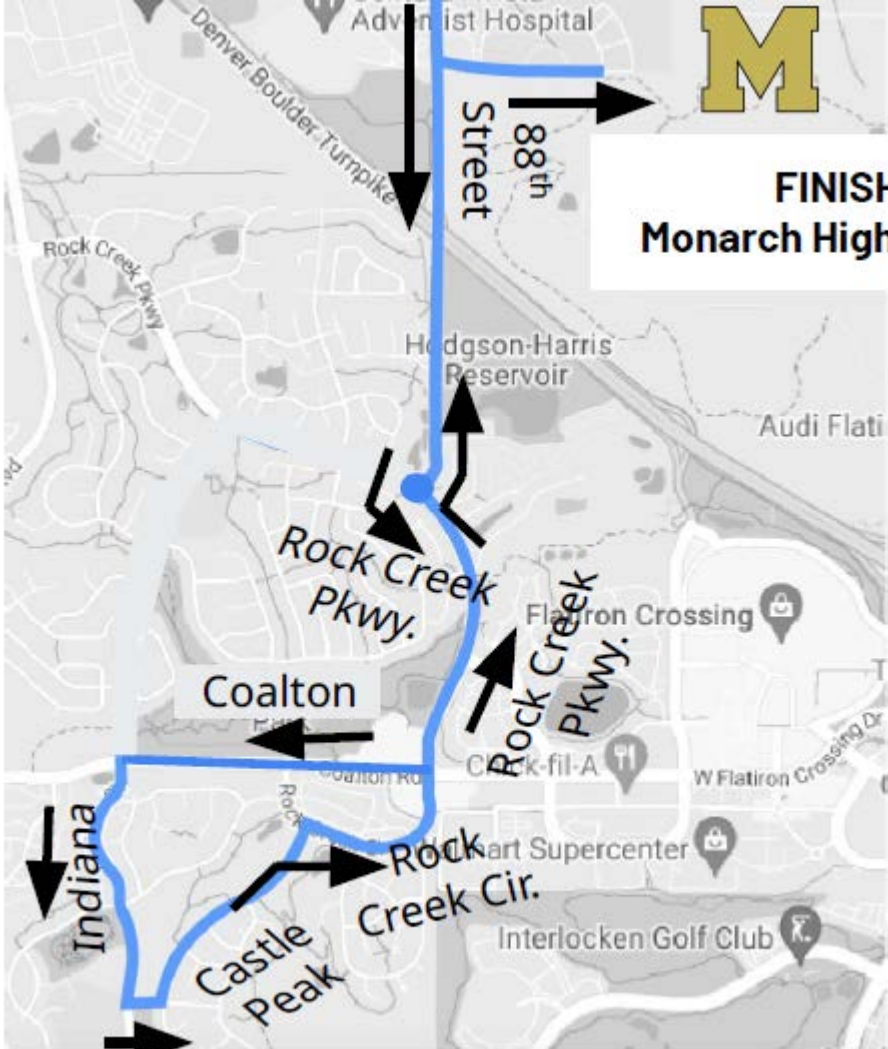 Adventist Hospital
Denver Boulder Turnpike
M
88th
Street
FINISH
Monarch High
Rock Creek Pkwy
Hodgson-Harris
Reservoir
Audi Flati
Rock Creek
Pkwy.
Flatiron Crossing
Rock Creek
Pkwy.
Coalton
Park
Coalton Rd
Chick-fil-A
W Flatiron Crossing Dr
Indiana
Rock
Creek Cir.
Walmart Supercenter
Castle
Peak
Interlocken Golf Club